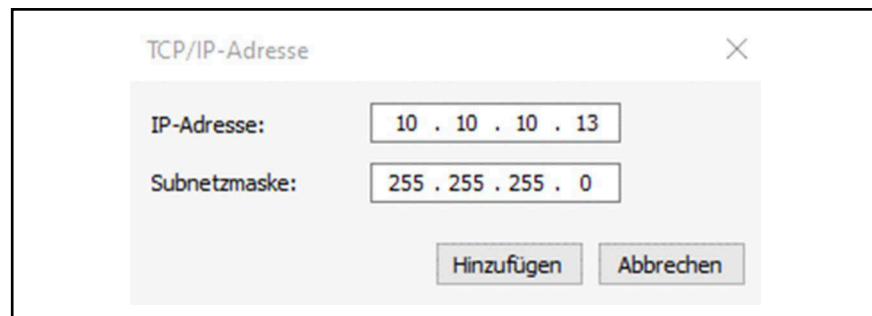 TCP/IP-Adresse
IP-Adresse: 10 . 10 . 10 . 13
Subnetzmaske: 255 . 255 . 255 . 0
Hinzufügen Abbrechen